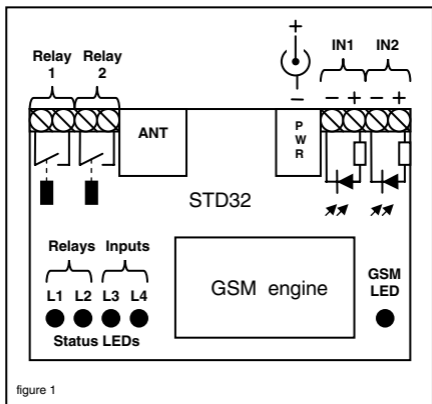 +
IN1 IN2
Relay 1 Relay 2
−
− + − +
ANT
PWR
STD32
Relays Inputs
GSM engine
GSM LED
L1 L2 L3 L4
Status LEDs
figure 1